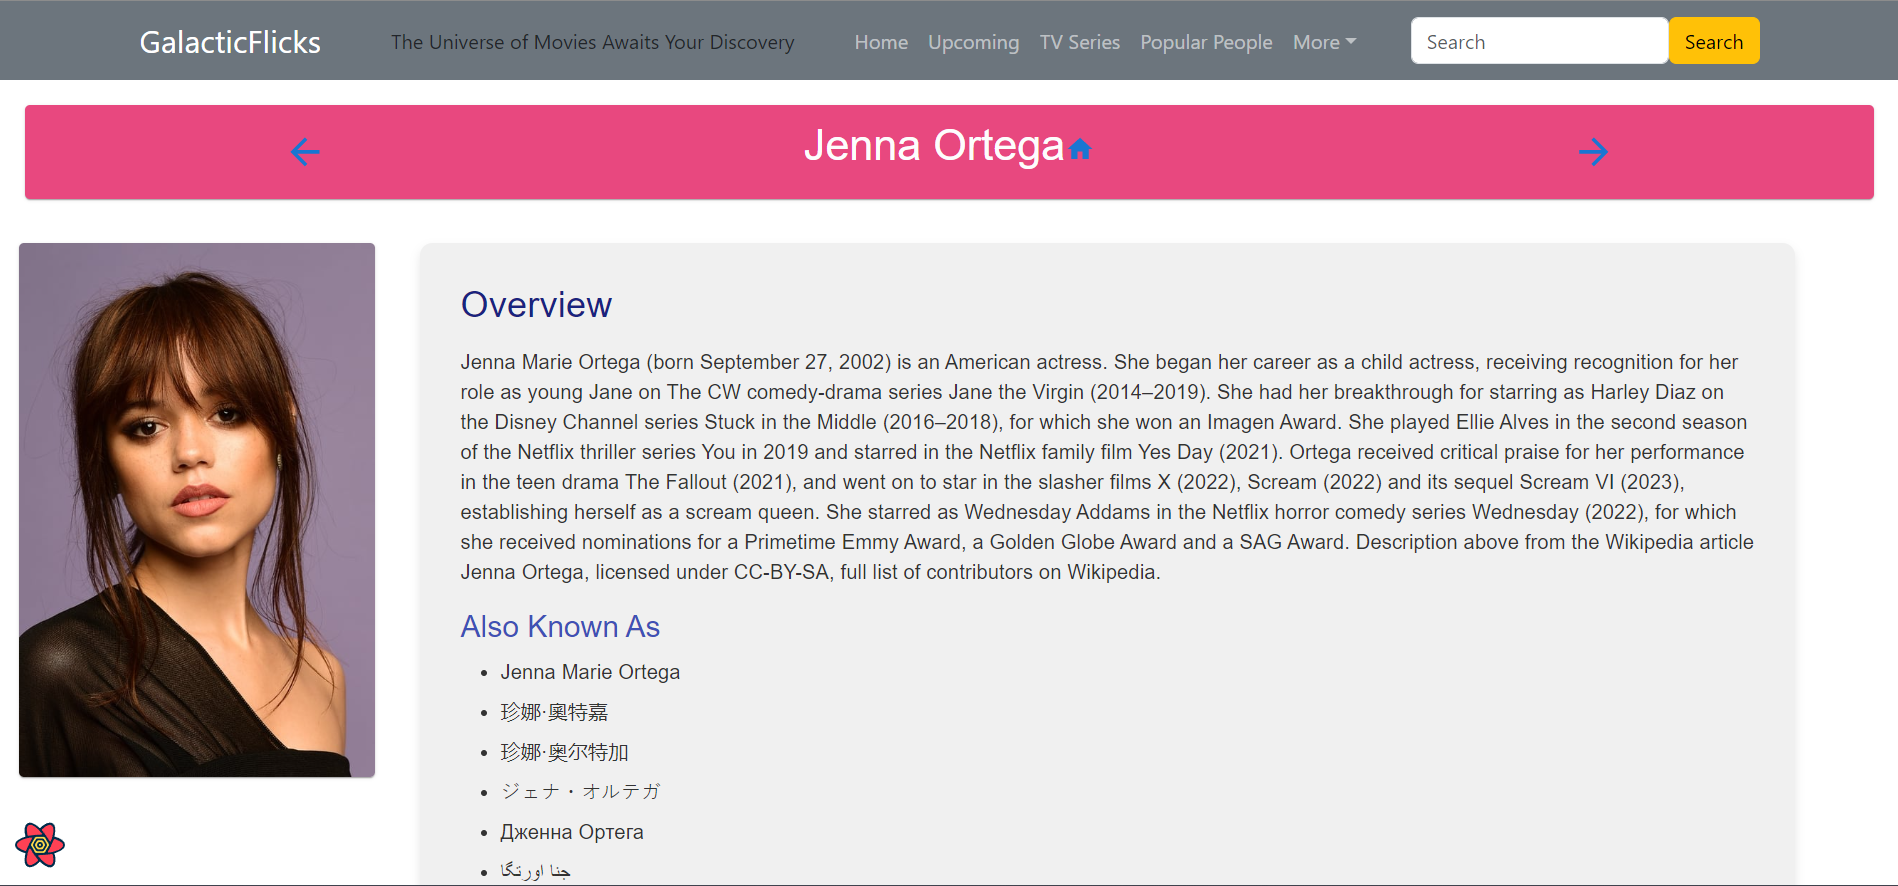 GalacticFlicks
The Universe of Movies Awaits Your Discovery
Home
Upcoming
TV Series
Popular People
More
Search
Search
Jenna Ortega
Overview
Jenna Marie Ortega (born September 27, 2002) is an American actress. She began her career as a child actress, receiving recognition for her
role as young Jane on The CW comedy-drama series Jane the Virgin (2014–2019). She had her breakthrough for starring as Harley Diaz on
the Disney Channel series Stuck in the Middle (2016–2018), for which she won an Imagen Award. She played Ellie Alves in the second season
of the Netflix thriller series You in 2019 and starred in the Netflix family film Yes Day (2021). Ortega received critical praise for her performance
in the teen drama The Fallout (2021), and went on to star in the slasher films X (2022), Scream (2022) and its sequel Scream VI (2023),
establishing herself as a scream queen. She starred as Wednesday Addams in the Netflix horror comedy series Wednesday (2022), for which
she received nominations for a Primetime Emmy Award, a Golden Globe Award and a SAG Award. Description above from the Wikipedia article
Jenna Ortega, licensed under CC-BY-SA, full list of contributors on Wikipedia.
Also Known As
Jenna Marie Ortega
珍娜·奧特嘉
珍娜·奥尔特加
ジェナ・オルテガ
Дженна Ортега
جنا اورتگا